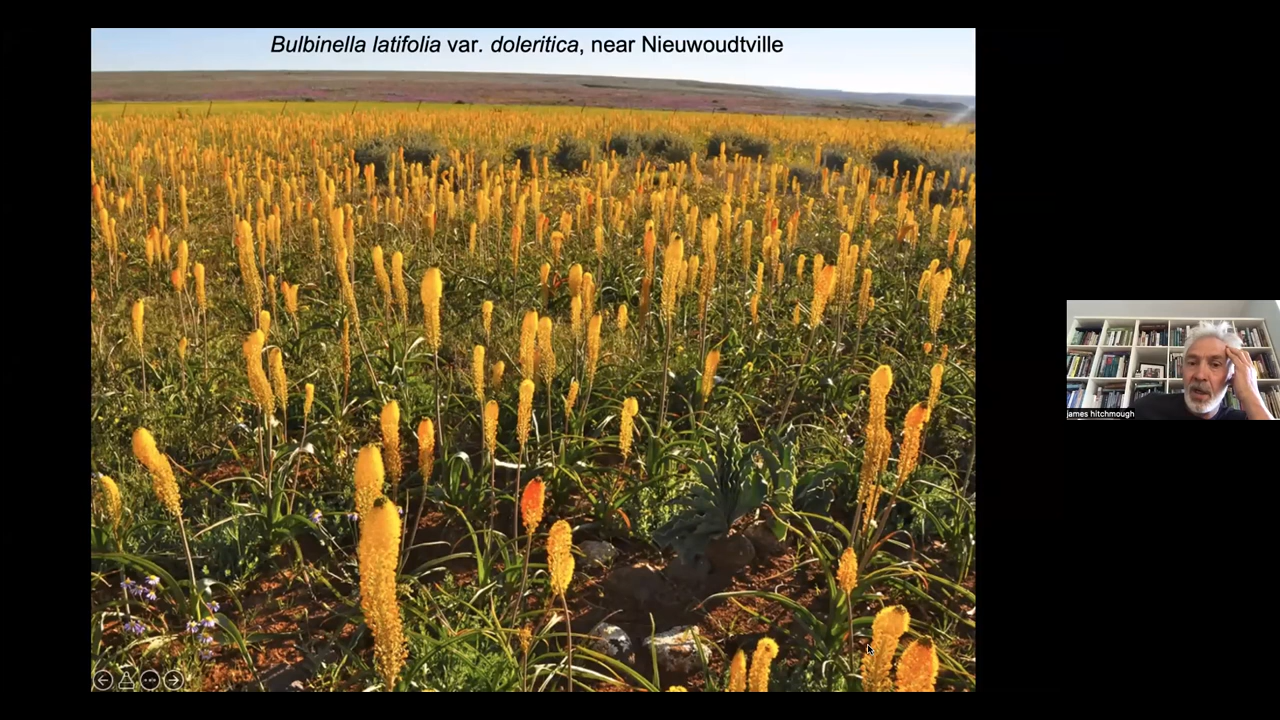 Bulbinella latifolia var. doleritica, near Nieuwoudtville
james hitchmough